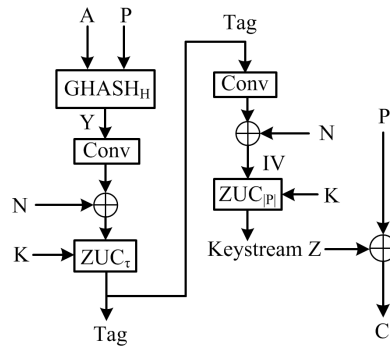 A P
GHASH_H
Y
Conv
N
K
ZUC_τ
Tag
Tag
Conv
N
IV
ZUC_|P|
K
Keystream Z
P
C